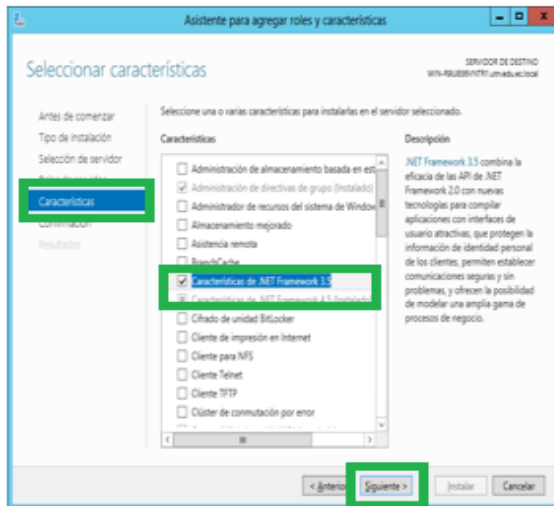 Asistente para agregar roles y características
Seleccionar características
SERVIDOR DE DESTINO
Antes de comenzar
Tipo de instalación
Selección de servidor
Características
Confirmación
Resultados
Seleccione una o varias características para instalarlas en el servidor seleccionado.
Características
Administración de almacenamiento basada en est
Administración de directivas de grupo (Instalado)
Administrador de recursos del sistema de Window
Almacenamiento mejorado
Asistencia remota
BranchCache
Características de .NET Framework 3.5
Características de .NET Framework 4.5 (Instalado)
Cifrado de unidad BitLocker
Cliente de impresión en Internet
Cliente para NFS
Cliente Telnet
Cliente TFTP
Clúster de conmutación por error
Descripción
.NET Framework 3.5 combina la
eficacia de las API de .NET
Framework 2.0 con nuevas
tecnologías para compilar
aplicaciones con interfaces de
usuario atractivas, que protegen la
información de identidad personal
de los clientes, permiten establecer
comunicaciones seguras y sin
problemas, y ofrecen la posibilidad
de modelar una amplia gama de
procesos de negocio.
< Anterio
Siguiente >
Instalar
Cancelar